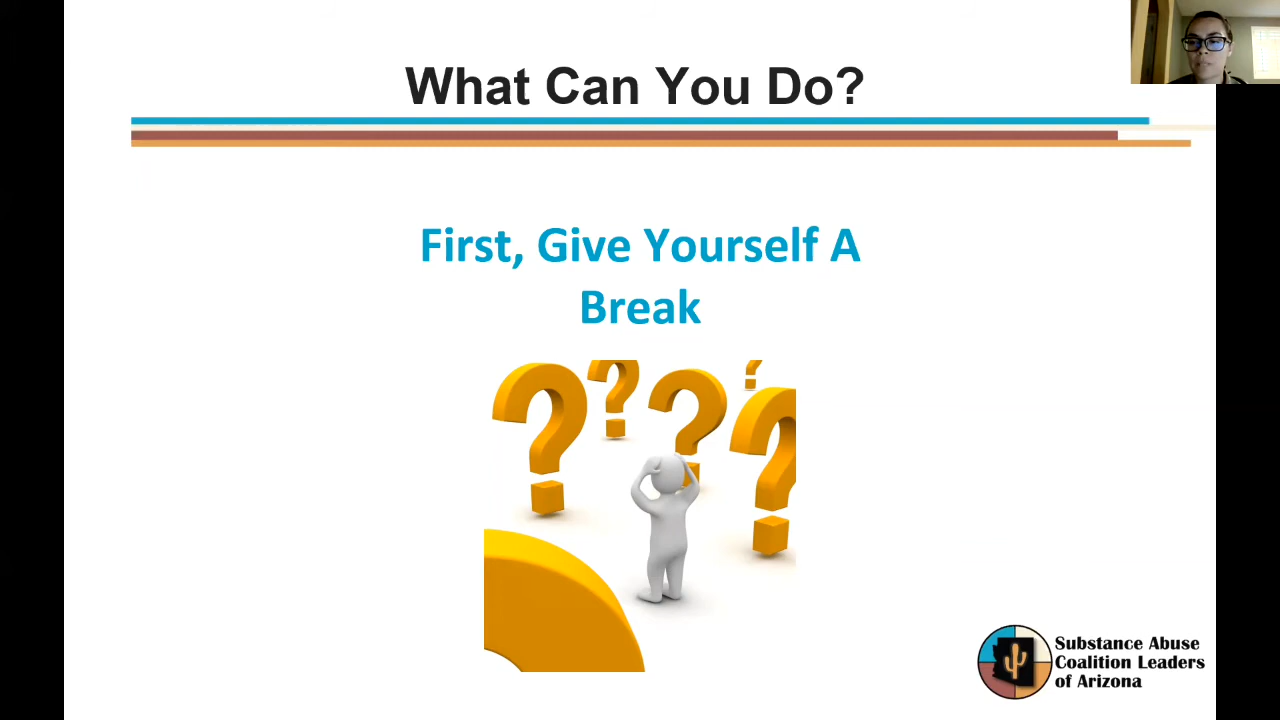 What Can You Do?
First, Give Yourself A
Break
Substance Abuse
Coalition Leaders
of Arizona